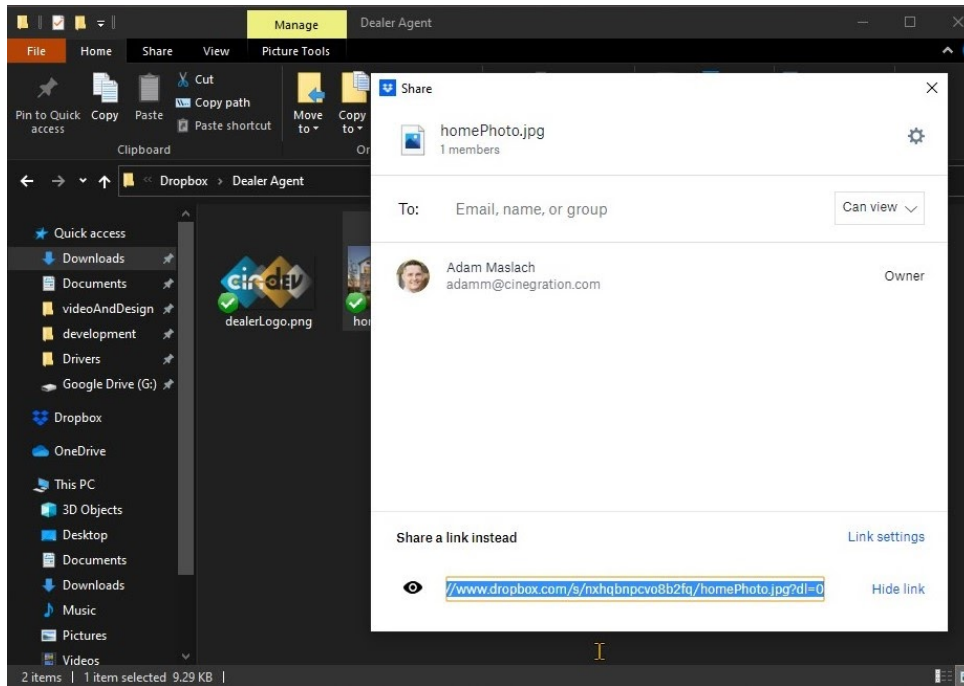 Manage
Dealer Agent
File
Home
Share
View
Picture Tools
Pin to Quick access
Copy
Paste
Cut
Copy path
Paste shortcut
Move to
Copy to
Clipboard
Or
Dropbox > Dealer Agent
Quick access
Downloads
Documents
videoAndDesign
development
Drivers
Google Drive (G:)
Dropbox
OneDrive
This PC
3D Objects
Desktop
Documents
Downloads
Music
Pictures
Videos
cindev
dealerLogo.png
hor
Share
homePhoto.jpg
1 members
To:
Email, name, or group
Can view
Adam Maslach
adamm@cinegration.com
Owner
Share a link instead
Link settings
//www.dropbox.com/s/nxhqbnpcvo8b2fq/homePhoto.jpg?dl=0
Hide link
2 items | 1 item selected 9.29 KB |